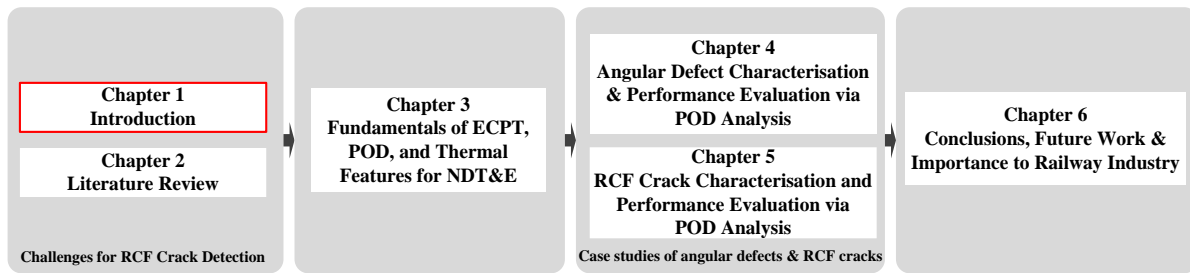 Chapter 1
Introduction
Chapter 2
Literature Review
Challenges for RCF Crack Detection
Chapter 3
Fundamentals of ECPT,
POD, and Thermal
Features for NDT&E
Chapter 4
Angular Defect Characterisation
& Performance Evaluation via
POD Analysis
Chapter 5
RCF Crack Characterisation and
Performance Evaluation via
POD Analysis
Case studies of angular defects & RCF cracks
Chapter 6
Conclusions, Future Work &
Importance to Railway Industry